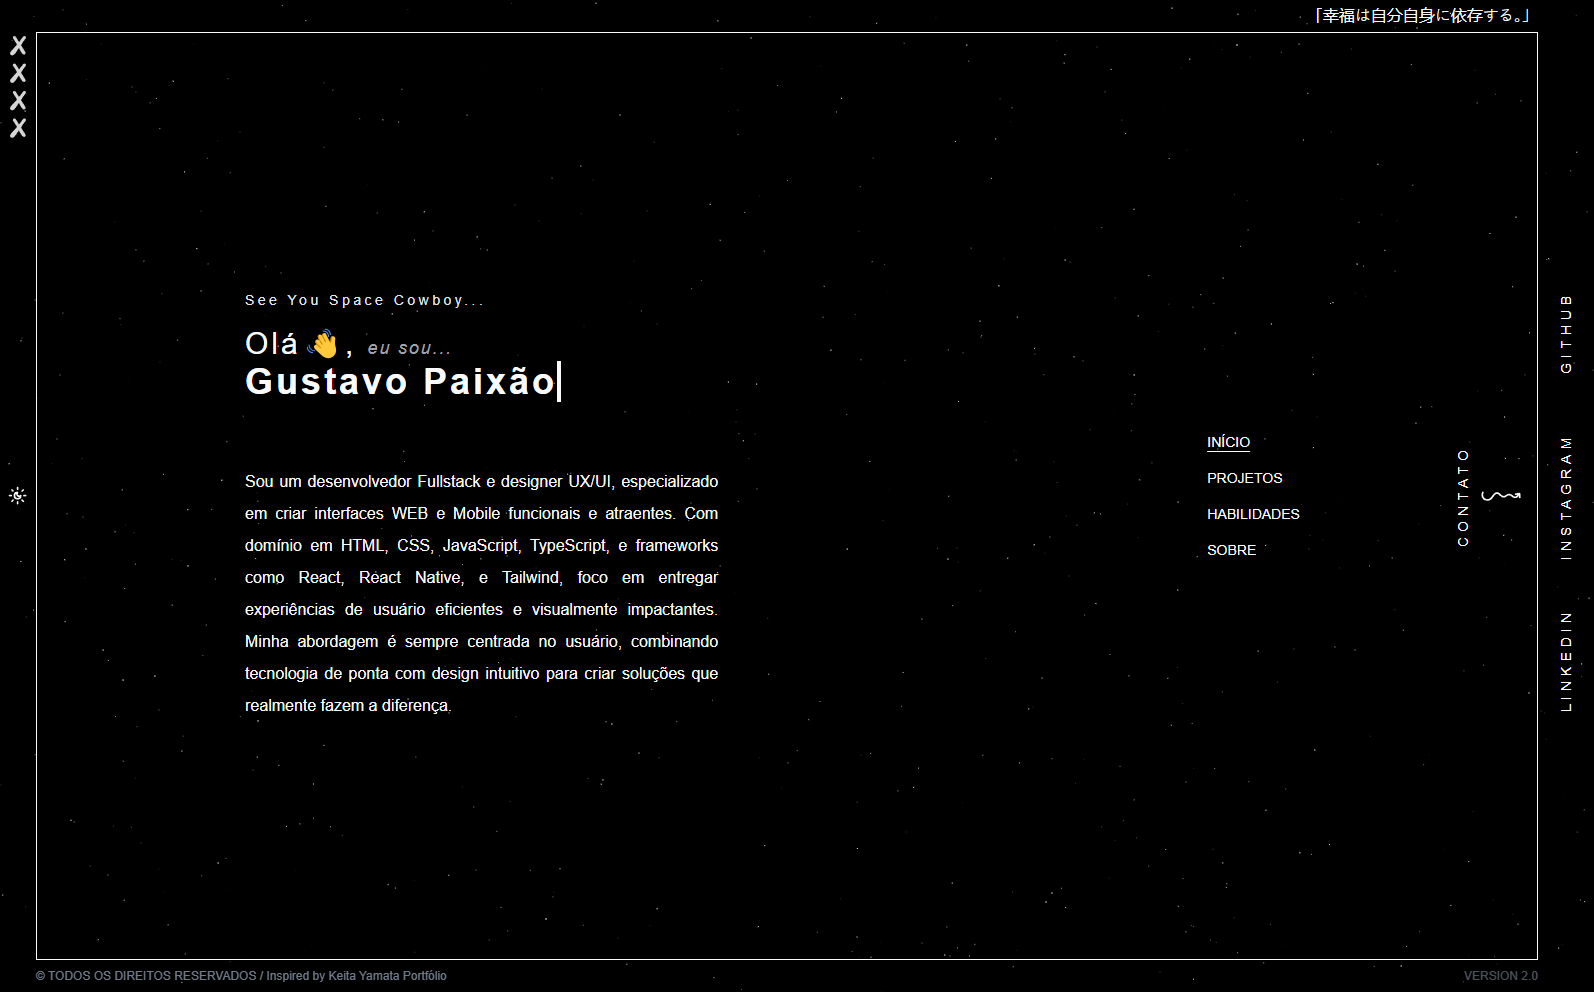 「幸福は自分自身に依存する。」
X
X
X
X
See You Space Cowboy...
Olá 👋, eu sou...
Gustavo Paixão
Sou um desenvolvedor Fullstack e designer UX/UI, especializado
em criar interfaces WEB e Mobile funcionais e atraentes. Com
domínio em HTML, CSS, JavaScript, TypeScript, e frameworks
como React, React Native, e Tailwind, foco em entregar
experiências de usuário eficientes e visualmente impactantes.
Minha abordagem é sempre centrada no usuário, combinando
tecnologia de ponta com design intuitivo para criar soluções que
realmente fazem a diferença.
INÍCIO
PROJETOS
HABILIDADES
SOBRE
CONTATO
GITHUB
INSTAGRAM
LINKEDIN
© TODOS OS DIREITOS RESERVADOS / Inspired by Keita Yamata Portfólio
VERSION 2.0